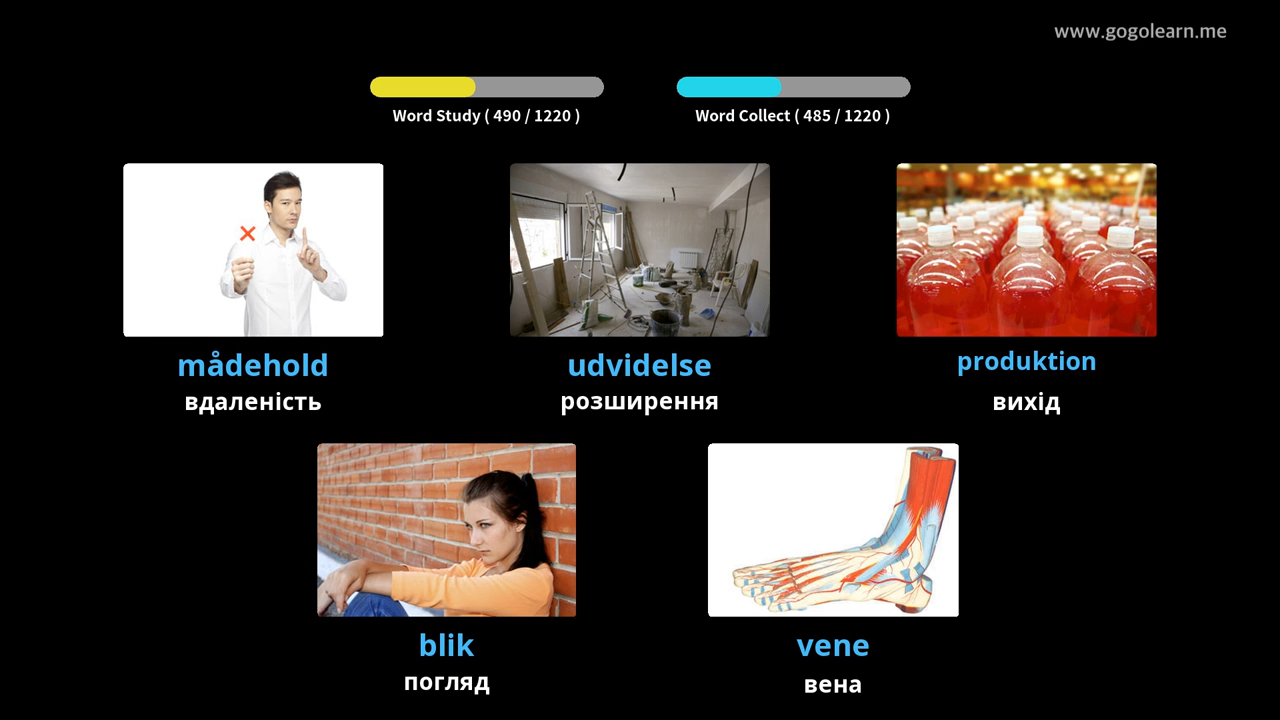 www.gogolearn.me
Word Study ( 490 / 1220 )
Word Collect ( 485 / 1220 )
mådehold
вдаленість
udvidelse
розширення
produktion
вихід
blik
погляд
vene
вена